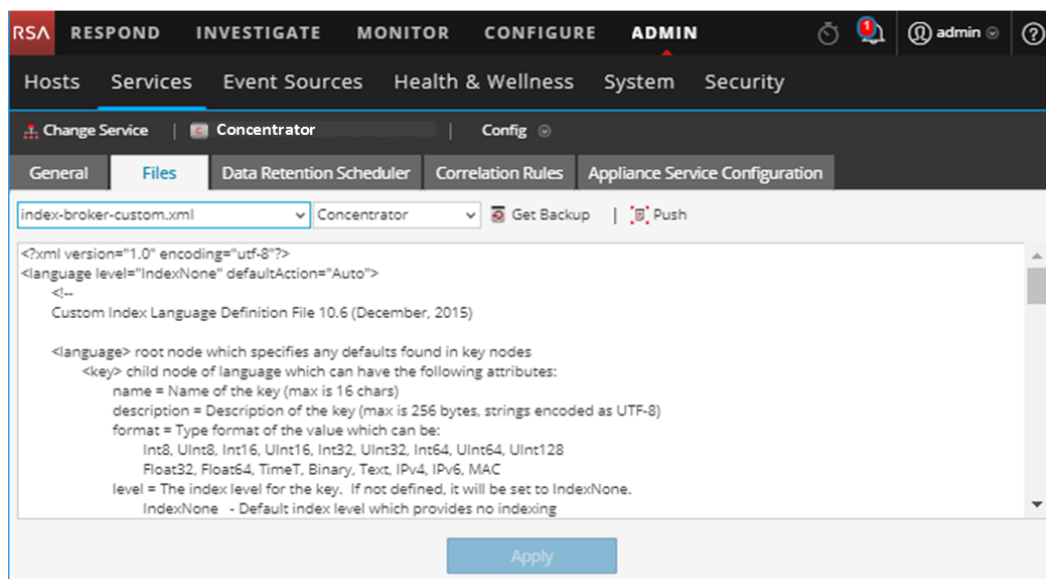 RSA RESPOND INVESTIGATE MONITOR CONFIGURE ADMIN 1 admin ?
Hosts Services Event Sources Health & Wellness System Security
Change Service | C Concentrator | Config
General Files Data Retention Scheduler Correlation Rules Appliance Service Configuration
index-broker-custom.xml Concentrator Get Backup | Push
<?xml version="1.0" encoding="utf-8"?>
<language level="IndexNone" defaultAction="Auto">
<!--
Custom Index Language Definition File 10.6 (December, 2015)
<language> root node which specifies any defaults found in key nodes
<key> child node of language which can have the following attributes:
name = Name of the key (max is 16 chars)
description = Description of the key (max is 256 bytes, strings encoded as UTF-8)
format = Type format of the value which can be:
Int8, UInt8, Int16, UInt16, Int32, UInt32, Int64, UInt64, UInt128
Float32, Float64, TimeT, Binary, Text, IPv4, IPv6, MAC
level = The index level for the key. If not defined, it will be set to IndexNone.
IndexNone - Default index level which provides no indexing
Apply